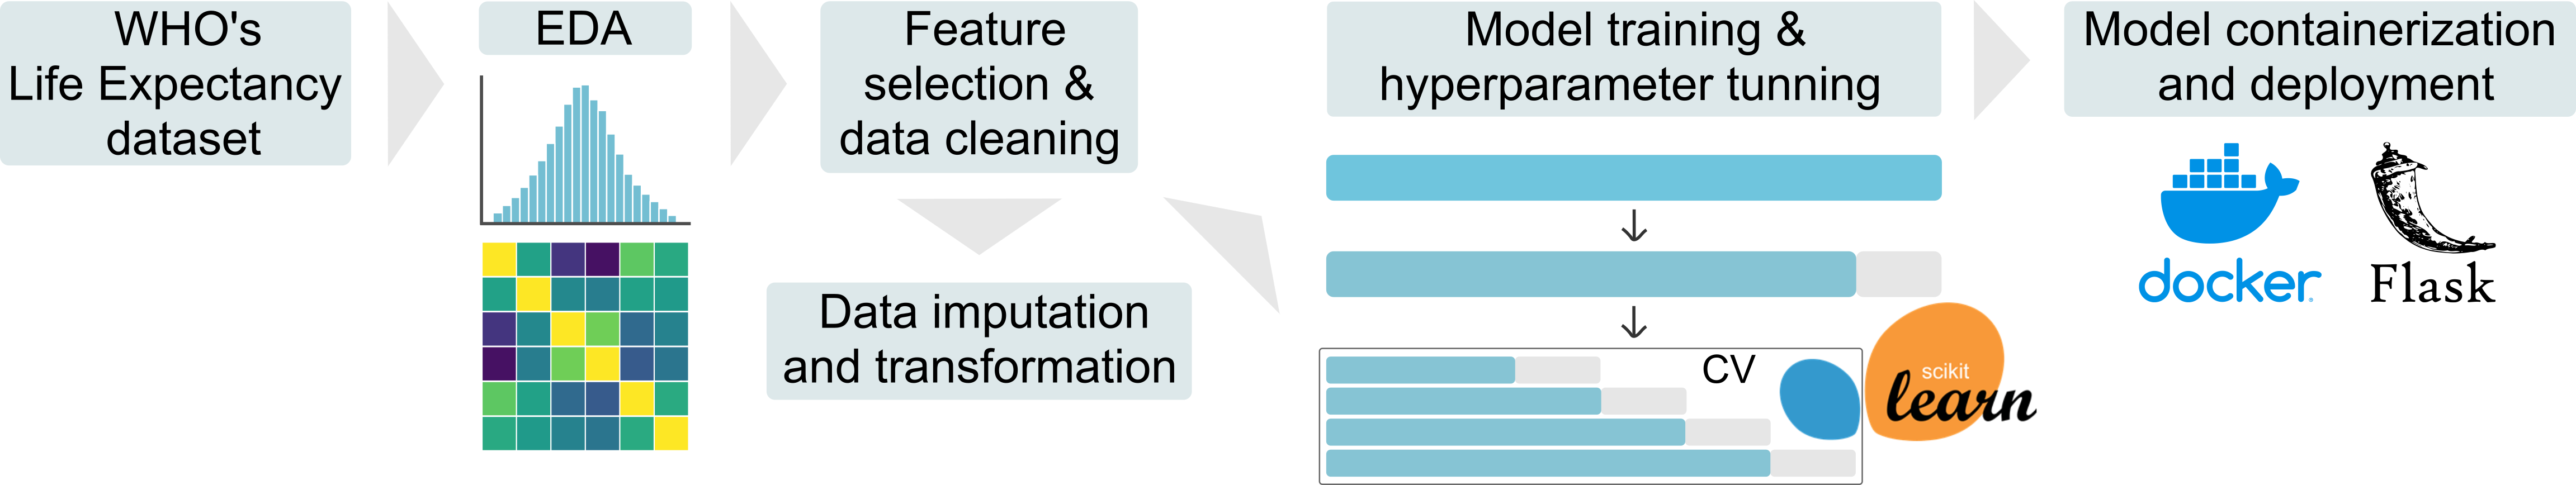 WHO's
Life Expectancy
dataset
EDA
Feature
selection &
data cleaning
Data imputation
and transformation
Model training &
hyperparameter tunning
CV
scikit
learn
Model containerization
and deployment
docker
Flask